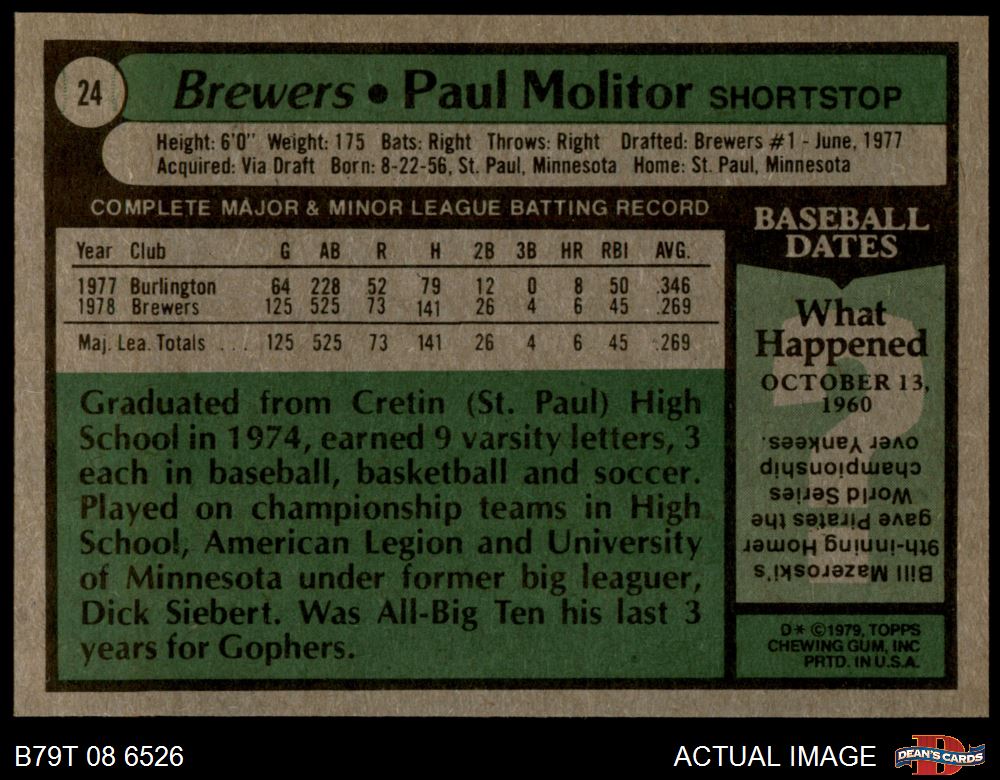 24
Brewers • Paul Molitor SHORTSTOP
Height: 6'0" Weight: 175 Bats: Right Throws: Right Drafted: Brewers #1 - June, 1977
Acquired: Via Draft Born: 8-22-56, St. Paul, Minnesota Home: St. Paul, Minnesota
COMPLETE MAJOR & MINOR LEAGUE BATTING RECORD
Year Club G AB R H 2B 3B HR RBI AVG.
1977 Burlington 64 228 52 79 12 0 8 50 .346
1978 Brewers 125 525 73 141 26 4 6 45 .269
Maj. Lea. Totals ... 125 525 73 141 26 4 6 45 .269
Graduated from Cretin (St. Paul) High
School in 1974, earned 9 varsity letters, 3
each in baseball, basketball and soccer.
Played on championship teams in High
School, American Legion and University
of Minnesota under former big leaguer,
Dick Siebert. Was All-Big Ten his last 3
years for Gophers.
BASEBALL
DATES
What
Happened
OCTOBER 13,
1960
Bill Mazeroski's
9th-inning Homer
gave Pirates the
World Series
championship
over Yankees.
D* ©1979, TOPPS
CHEWING GUM, INC
PRTD. IN U.S.A.
B79T 08 6526
ACTUAL IMAGE
D
DEAN'S CARDS